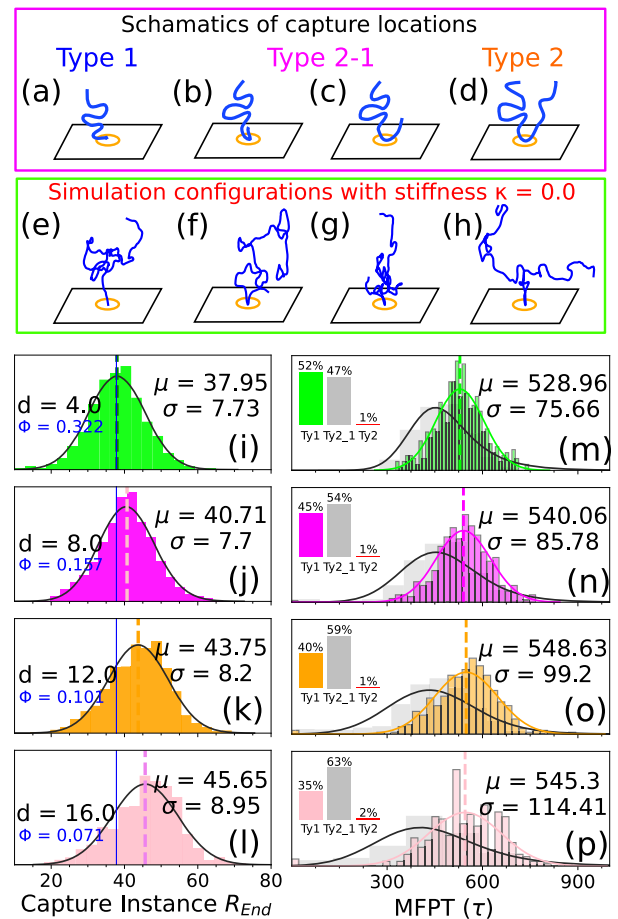 Schamatics of capture locations
Type 1 Type 2-1 Type 2
(a) (b) (c) (d)
Simulation configurations with stiffness κ = 0.0
(e) (f) (g) (h)
d = 4.0
Φ = 0.322
μ = 37.95
σ = 7.73
(i)
52%
47%
1%
Ty1 Ty2_1 Ty2
μ = 528.96
σ = 75.66
(m)
d = 8.0
Φ = 0.157
μ = 40.71
σ = 7.7
(j)
45%
54%
1%
Ty1 Ty2_1 Ty2
μ = 540.06
σ = 85.78
(n)
d = 12.0
Φ = 0.101
μ = 43.75
σ = 8.2
(k)
40%
59%
1%
Ty1 Ty2_1 Ty2
μ = 548.63
σ = 99.2
(o)
d = 16.0
Φ = 0.071
μ = 45.65
σ = 8.95
(l)
35%
63%
2%
Ty1 Ty2_1 Ty2
μ = 545.3
σ = 114.41
(p)
20 40 60 80
Capture Instance R_End
300 600 900
MFPT (τ)